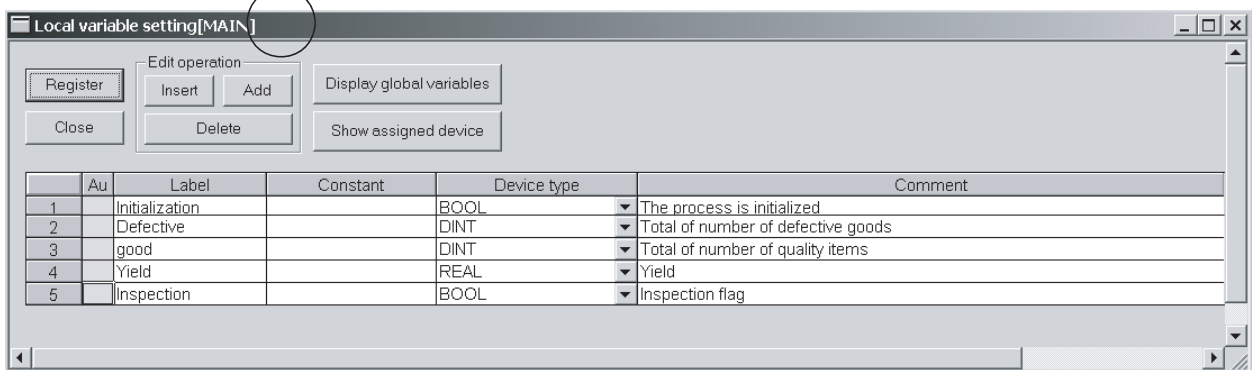 Local variable setting[MAIN]
Edit operation
Register Insert Add Display global variables
Close Delete Show assigned device
Au Label Constant Device type Comment
1 Initialization BOOL The process is initialized
2 Defective DINT Total of number of defective goods
3 good DINT Total of number of quality items
4 Yield REAL Yield
5 Inspection BOOL Inspection flag